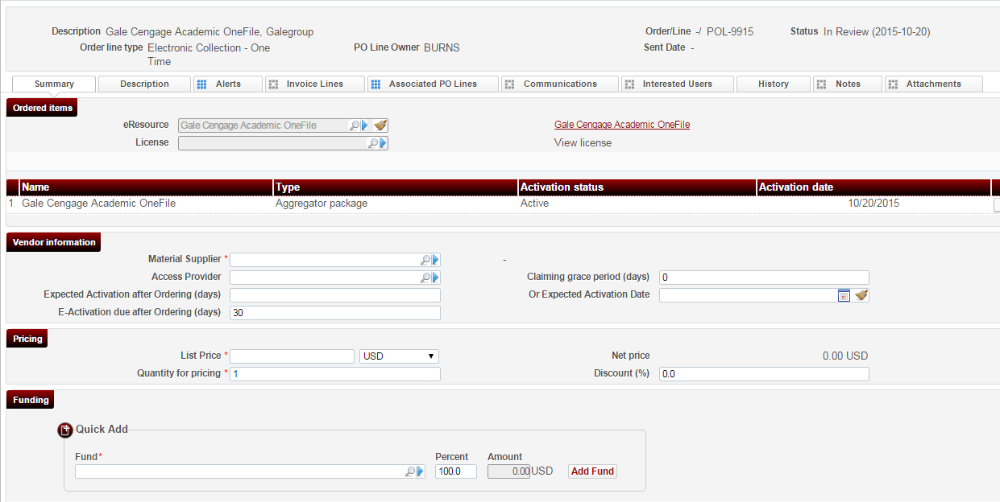 Description Gale Cengage Academic OneFile, Galegroup Order/Line -/ POL-9915 Status In Review (2015-10-20)
Order line type Electronic Collection - One Time PO Line Owner BURNS Sent Date -
Summary Description Alerts Invoice Lines Associated PO Lines Communications Interested Users History Notes Attachments
Ordered items
eResource Gale Cengage Academic OneFile Gale Cengage Academic OneFile
License View license
Name Type Activation status Activation date
1 Gale Cengage Academic OneFile Aggregator package Active 10/20/2015
Vendor information
Material Supplier * -
Access Provider Claiming grace period (days) 0
Expected Activation after Ordering (days) Or Expected Activation Date
E-Activation due after Ordering (days) 30
Pricing
List Price * USD Net price 0.00 USD
Quantity for pricing * 1 Discount (%) 0.0
Funding
Quick Add
Fund* Percent Amount
100.0 0.00 USD Add Fund